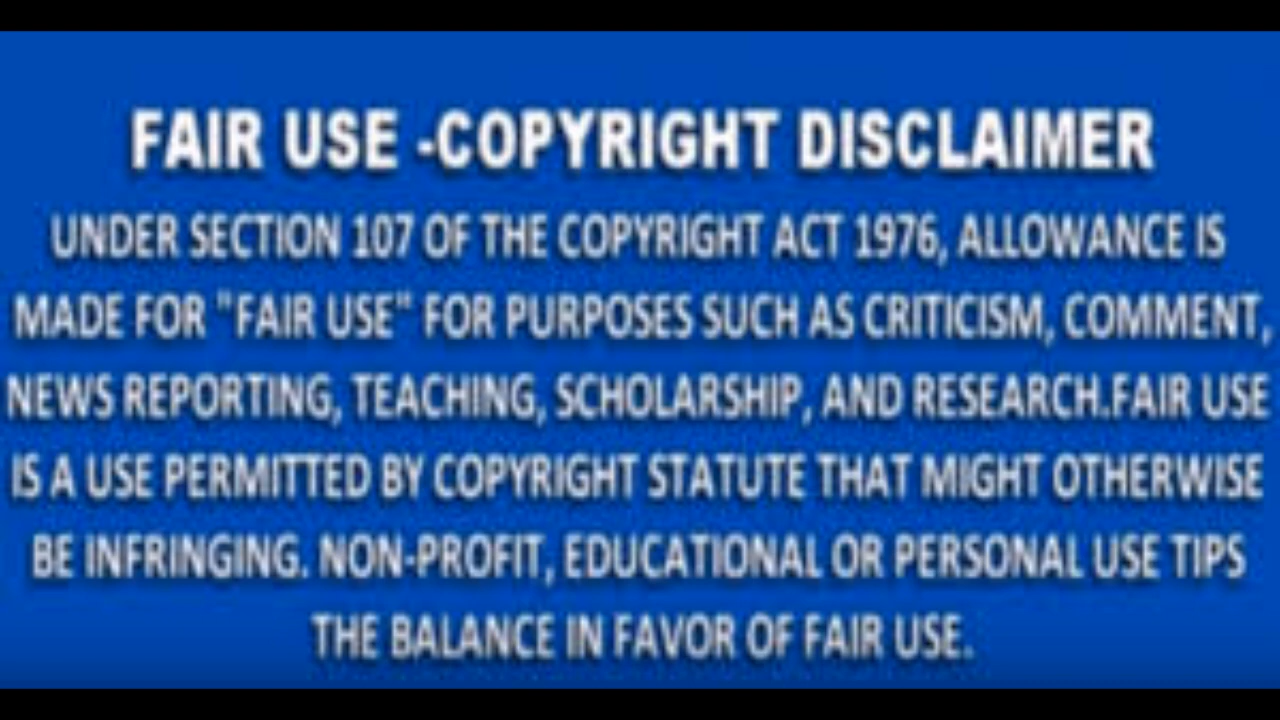 FAIR USE -COPYRIGHT DISCLAIMER
UNDER SECTION 107 OF THE COPYRIGHT ACT 1976, ALLOWANCE IS
MADE FOR "FAIR USE" FOR PURPOSES SUCH AS CRITICISM, COMMENT,
NEWS REPORTING, TEACHING, SCHOLARSHIP, AND RESEARCH.FAIR USE
IS A USE PERMITTED BY COPYRIGHT STATUTE THAT MIGHT OTHERWISE
BE INFRINGING. NON-PROFIT, EDUCATIONAL OR PERSONAL USE TIPS
THE BALANCE IN FAVOR OF FAIR USE.